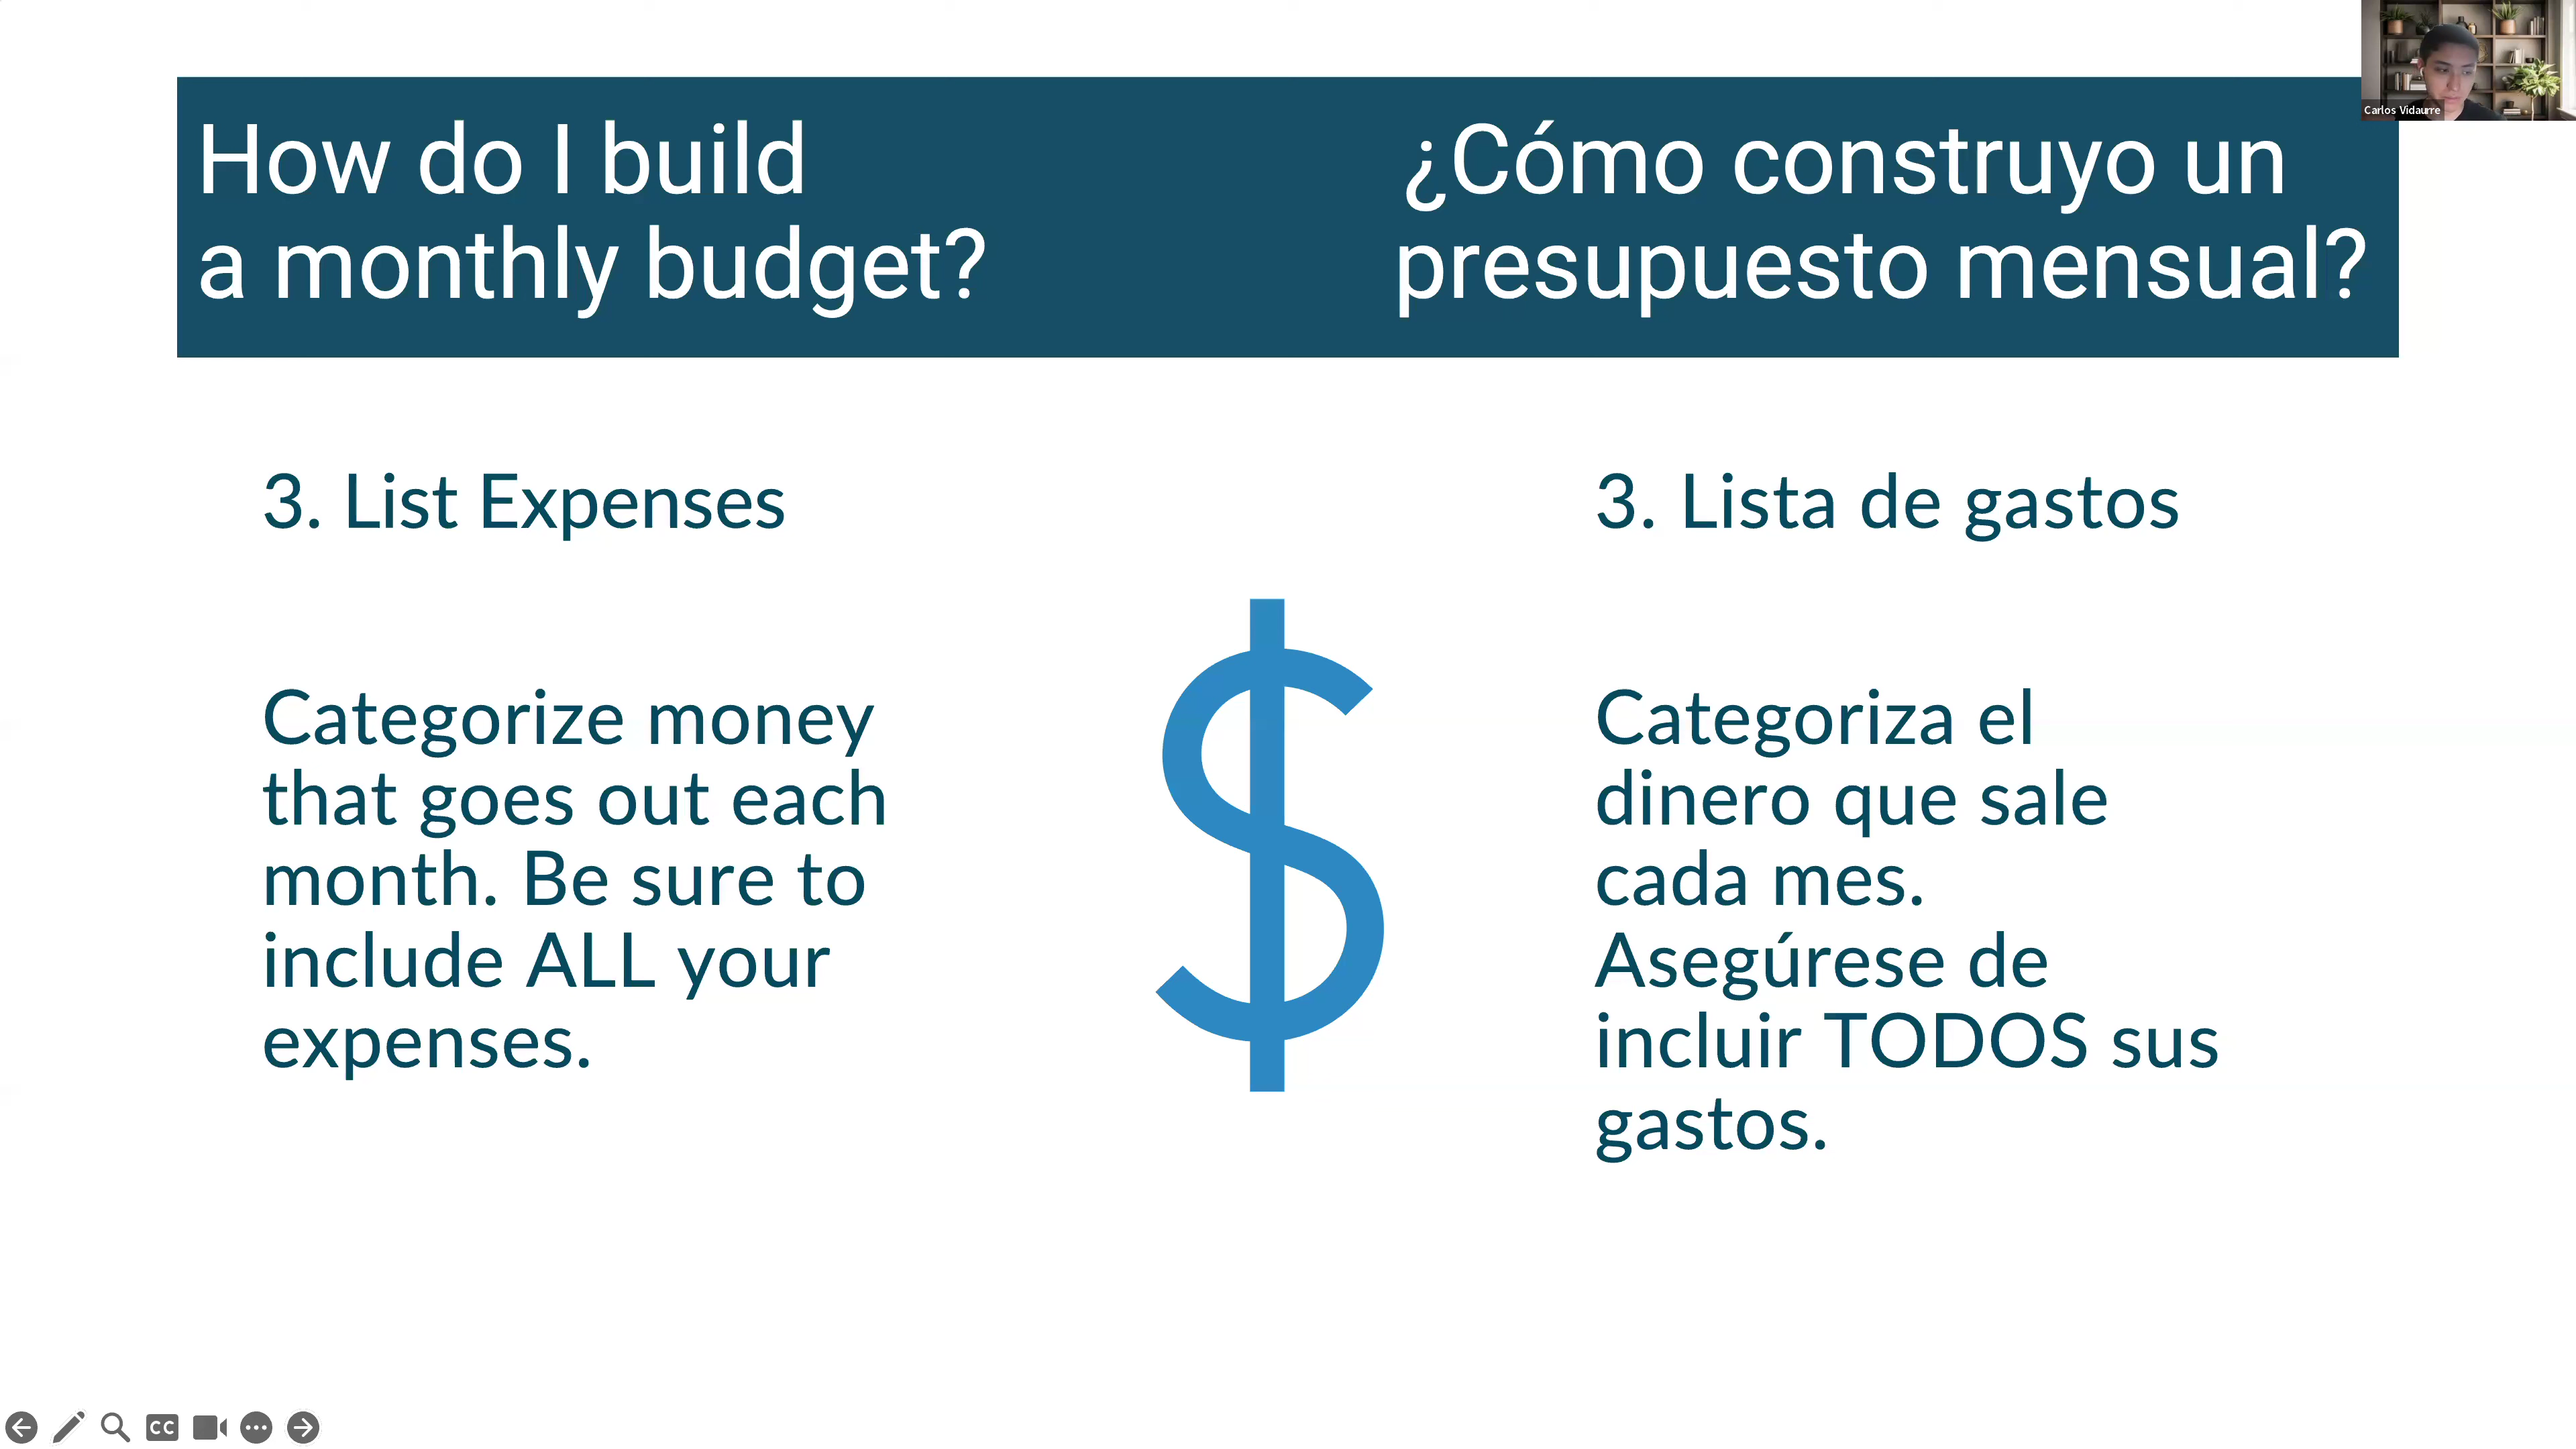 How do I build
a monthly budget?
¿Cómo construyo un
presupuesto mensual?
Carlos Vidaurre
3. List Expenses
Categorize money
that goes out each
month. Be sure to
include ALL your
expenses.
$
3. Lista de gastos
Categoriza el
dinero que sale
cada mes.
Asegúrese de
incluir TODOS sus
gastos.
CC